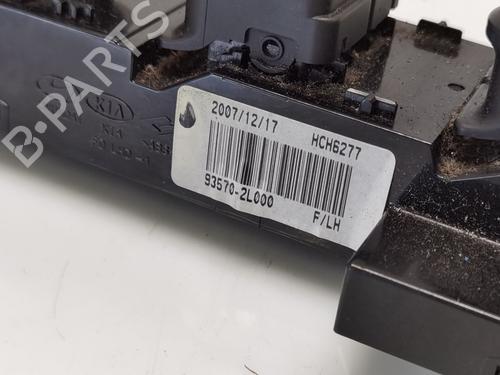 2007/12/17 HCH6277
93570-2L000
F/LH
KIA
B-PARTS